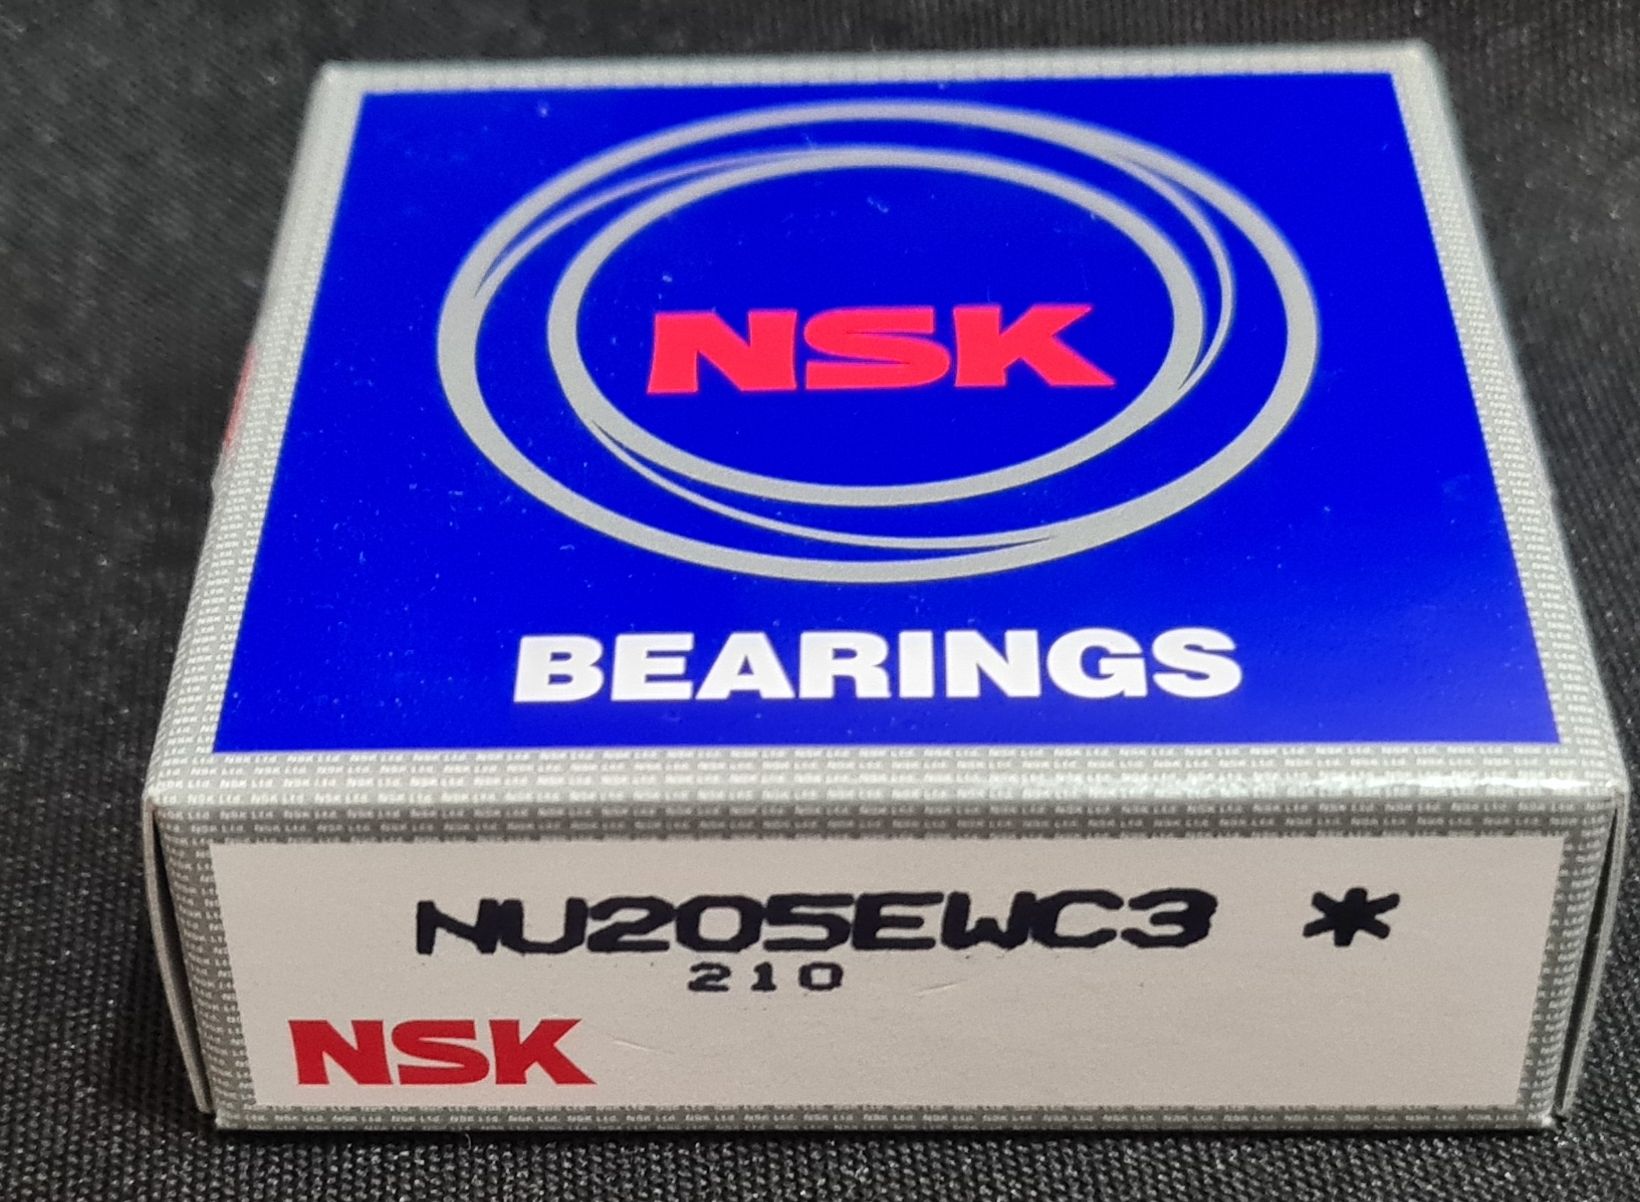 NSK
BEARINGS
NU205EWC3 *
210
NSK